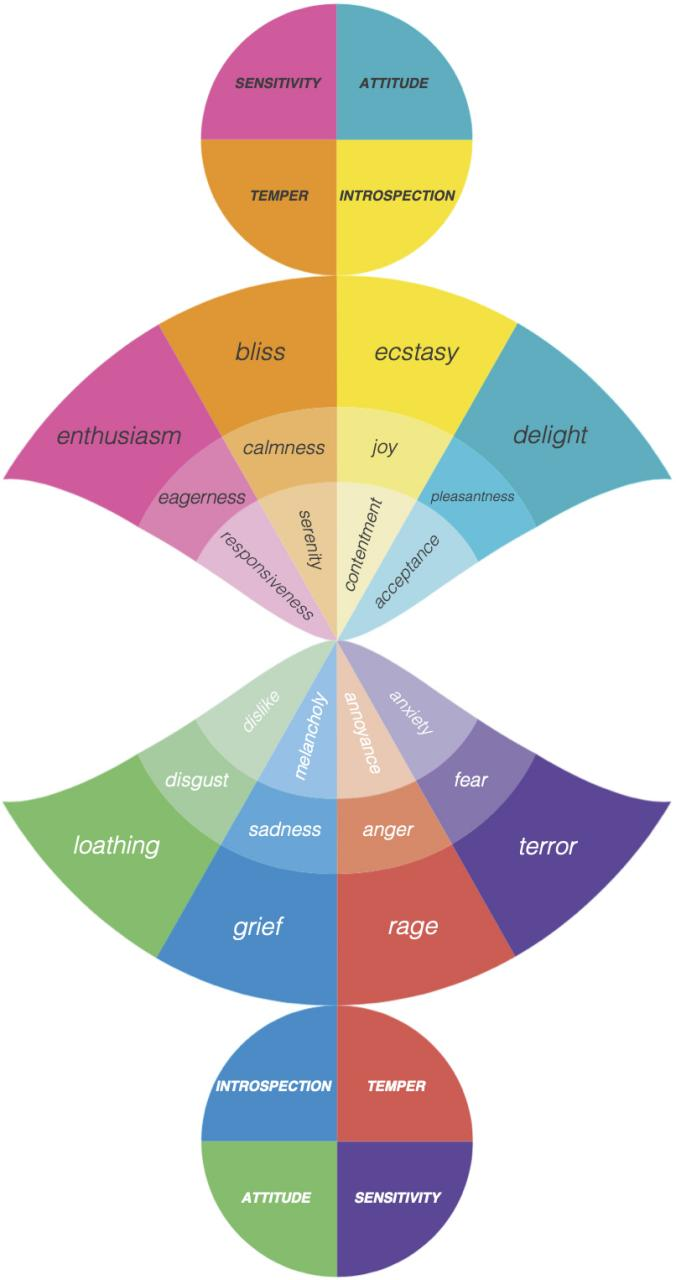 SENSITIVITY
ATTITUDE
TEMPER
INTROSPECTION
bliss
ecstasy
enthusiasm
delight
calmness
joy
eagerness
pleasantness
responsiveness
serenity
contentment
acceptance
dislike
melancholy
annoyance
anxiety
disgust
fear
sadness
anger
loathing
terror
grief
rage
INTROSPECTION
TEMPER
ATTITUDE
SENSITIVITY